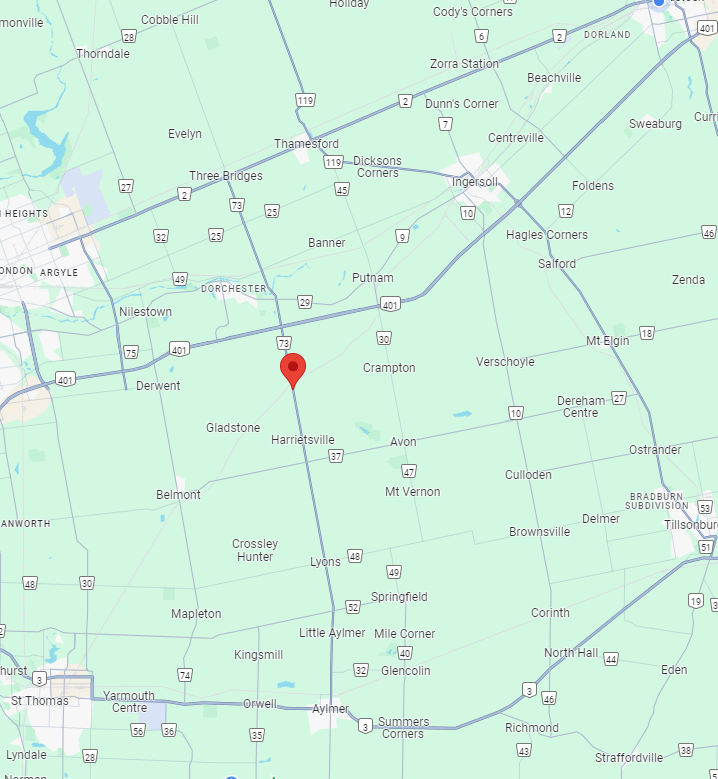 Holiday
Cody's Corners
Cobble Hill
monville
28
6
2
DORLAND
401
Thorndale
Zorra Station
Beachville
119
2
Dunn's Corner
7
Sweaburg
Curri
Evelyn
Centreville
Thamesford
119
Dicksons
Corners
Three Bridges
27
2
45
Ingersoll
Foldens
73
25
HEIGHTS
10
12
32
25
9
46
Banner
Hagles Corners
ONDON
ARGYLE
49
Putnam
Salford
Zenda
DORCHESTER
29
401
Nilestown
18
73
30
Mt Elgin
75
401
Verschoyle
Crampton
401
Derwent
27
Dereham
Centre
10
Gladstone
Harrietsville
Avon
37
Ostrander
47
Culloden
Belmont
Mt Vernon
BRADBURN
SUBDIVISION
53
ANWORTH
Delmer
Tillsonbur
Brownsville
Crossley
Hunter
51
Lyons
48
49
48
30
Springfield
19
3
52
Mapleton
Corinth
2
Little Aylmer
Mile Corner
Kingsmill
40
North Hall
44
32
Glencolin
Eden
hurst
3
74
St Thomas
Yarmouth
Centre
Orwell
Aylmer
3
46
56
36
35
3
Summers
Corners
Richmond
43
38
Lyndale
28
Straffordville
5